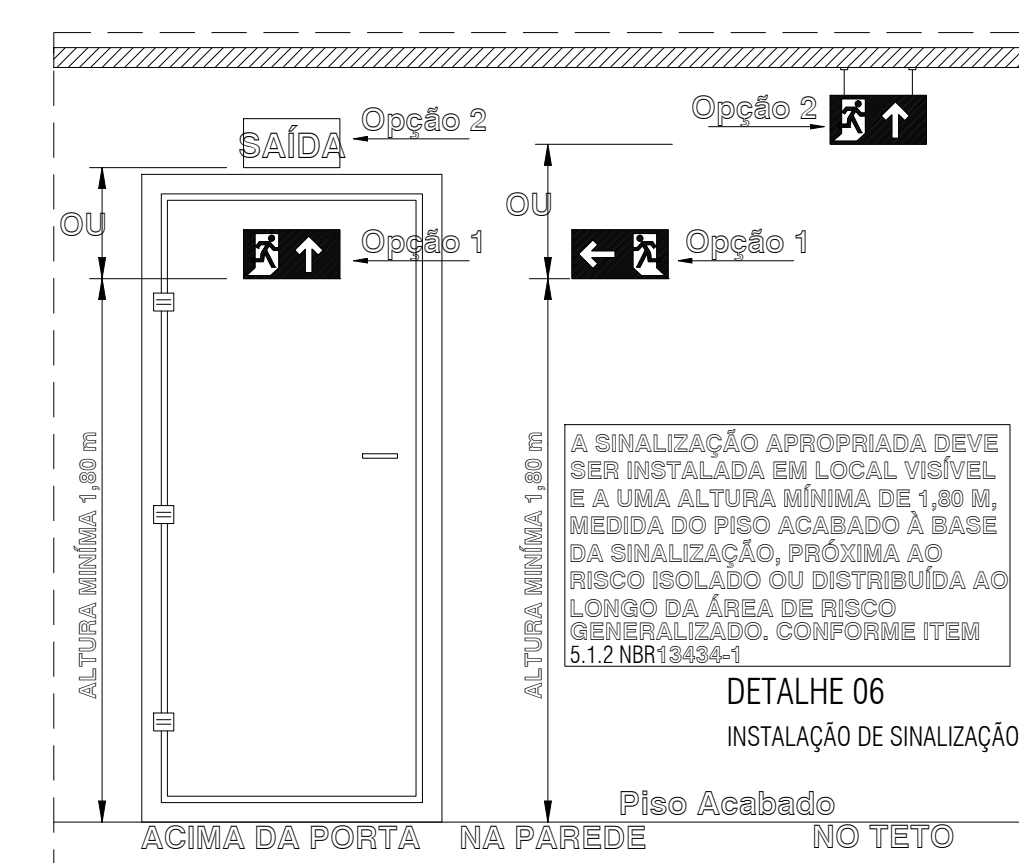 Opção 2
SAÍDA
OU
Opção 1
ALTURA MINÍMA 1,80 m
Opção 2
OU
Opção 1
ALTURA MINÍMA 1,80 m
A SINALIZAÇÃO APROPRIADA DEVE
SER INSTALADA EM LOCAL VISÍVEL
E A UMA ALTURA MÍNIMA DE 1,80 M,
MEDIDA DO PISO ACABADO À BASE
DA SINALIZAÇÃO, PRÓXIMA AO
RISCO ISOLADO OU DISTRIBUÍDA AO
LONGO DA ÁREA DE RISCO
GENERALIZADO. CONFORME ITEM
5.1.2 NBR13434-1
DETALHE 06
INSTALAÇÃO DE SINALIZAÇÃO
Piso Acabado
ACIMA DA PORTA
NA PAREDE
NO TETO